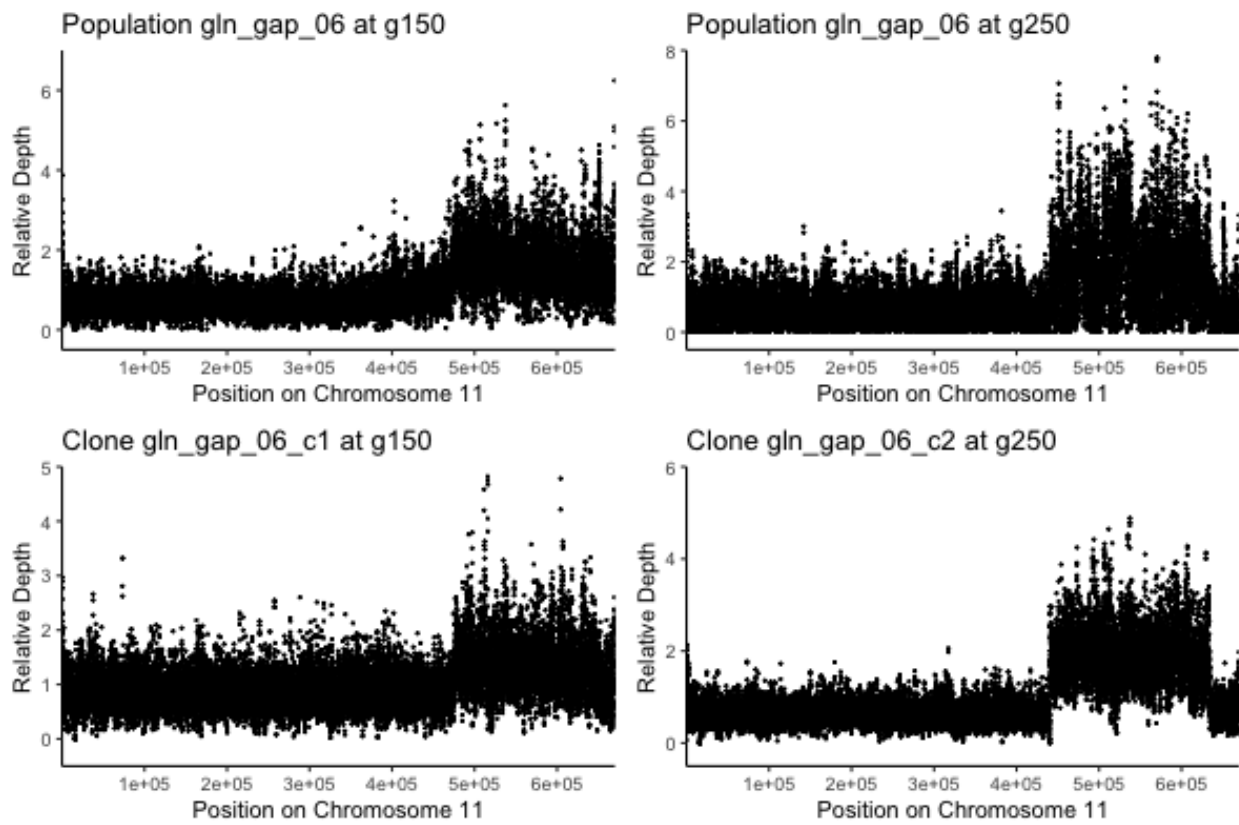 Population gln_gap_06 at g150
Relative Depth
6
4
2
0
1e+05 2e+05 3e+05 4e+05 5e+05 6e+05
Position on Chromosome 11
Population gln_gap_06 at g250
Relative Depth
8
6
4
2
0
1e+05 2e+05 3e+05 4e+05 5e+05 6e+05
Position on Chromosome 11
Clone gln_gap_06_c1 at g150
Relative Depth
5
4
3
2
1
0
1e+05 2e+05 3e+05 4e+05 5e+05 6e+05
Position on Chromosome 11
Clone gln_gap_06_c2 at g250
Relative Depth
6
4
2
0
1e+05 2e+05 3e+05 4e+05 5e+05 6e+05
Position on Chromosome 11